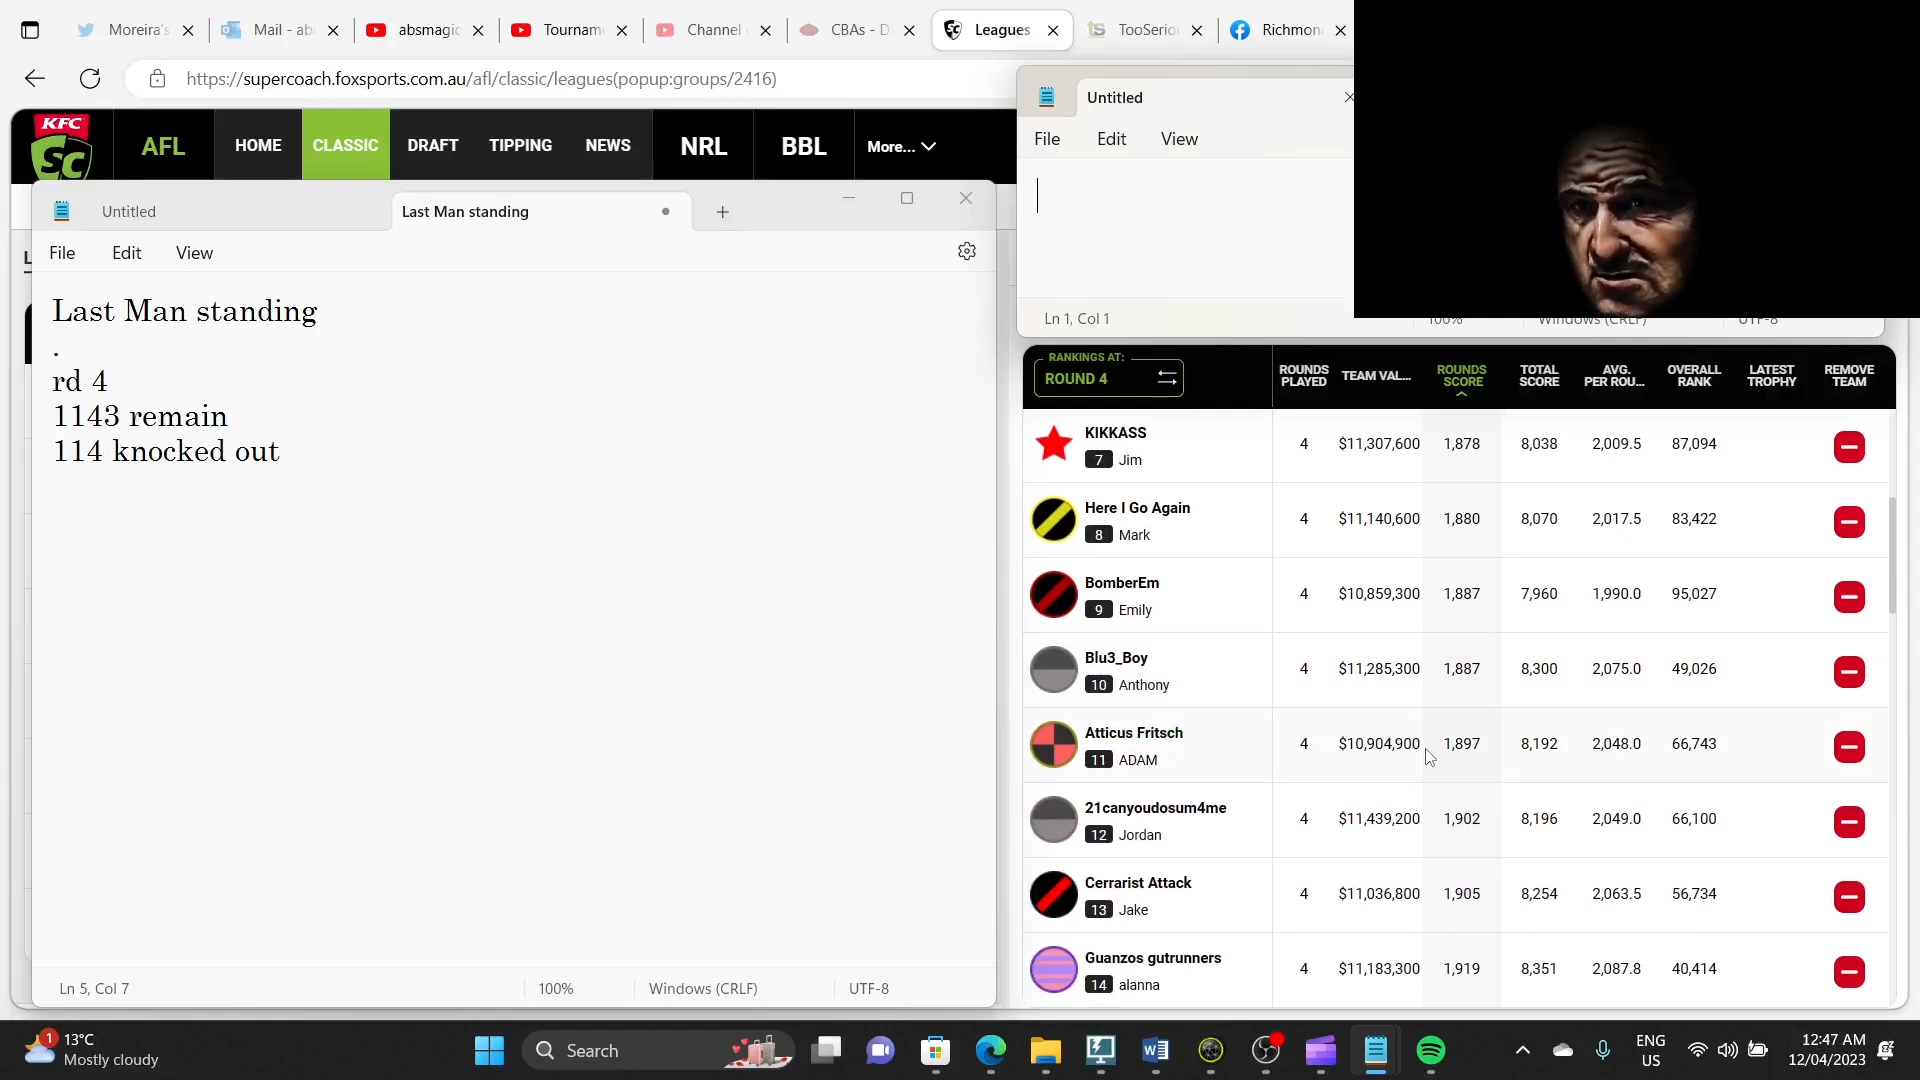 Moreira's
Mail - ab
absmagic
Tournam
Channel
CBAs - D
Leagues
TooSerio
Richmon
https://supercoach.foxsports.com.au/afl/classic/leagues(popup:groups/2416)
KFC
SC
AFL
HOME
CLASSIC
DRAFT
TIPPING
NEWS
NRL
BBL
More...
Untitled
File
Edit
View
Ln 1, Col 1
100%
Windows (CRLF)
UTF-8
Untitled
Last Man standing
File
Edit
View
Last Man standing
.
rd 4
1143 remain
114 knocked out
Ln 5, Col 7
100%
Windows (CRLF)
UTF-8
RANKINGS AT:
ROUND 4
ROUNDS PLAYED
TEAM VAL...
ROUNDS SCORE
TOTAL SCORE
AVG. PER ROU...
OVERALL RANK
LATEST TROPHY
REMOVE TEAM
KIKKASS
7 Jim
4 $11,307,600 1,878 8,038 2,009.5 87,094
Here I Go Again
8 Mark
4 $11,140,600 1,880 8,070 2,017.5 83,422
BomberEm
9 Emily
4 $10,859,300 1,887 7,960 1,990.0 95,027
Blu3_Boy
10 Anthony
4 $11,285,300 1,887 8,300 2,075.0 49,026
Atticus Fritsch
11 ADAM
4 $10,904,900 1,897 8,192 2,048.0 66,743
21canyoudosum4me
12 Jordan
4 $11,439,200 1,902 8,196 2,049.0 66,100
Cerrarist Attack
13 Jake
4 $11,036,800 1,905 8,254 2,063.5 56,734
Guanzos gutrunners
14 alanna
4 $11,183,300 1,919 8,351 2,087.8 40,414
1
13°C
Mostly cloudy
Search
ENG
US
12:47 AM
12/04/2023